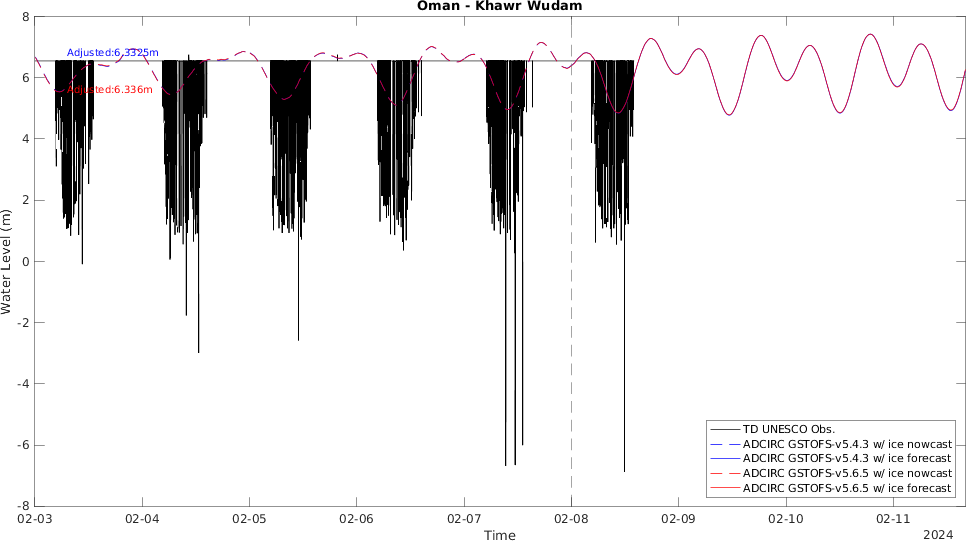 Oman - Khawr Wudam
8
6
4
2
0
-2
-4
-6
-8
Water Level (m)
Adjusted:6.3325m
Adjusted:6.336m
TD UNESCO Obs.
ADCIRC GSTOFS-v5.4.3 w/ ice nowcast
ADCIRC GSTOFS-v5.4.3 w/ ice forecast
ADCIRC GSTOFS-v5.6.5 w/ ice nowcast
ADCIRC GSTOFS-v5.6.5 w/ ice forecast
02-03 02-04 02-05 02-06 02-07 02-08 02-09 02-10 02-11
Time
2024